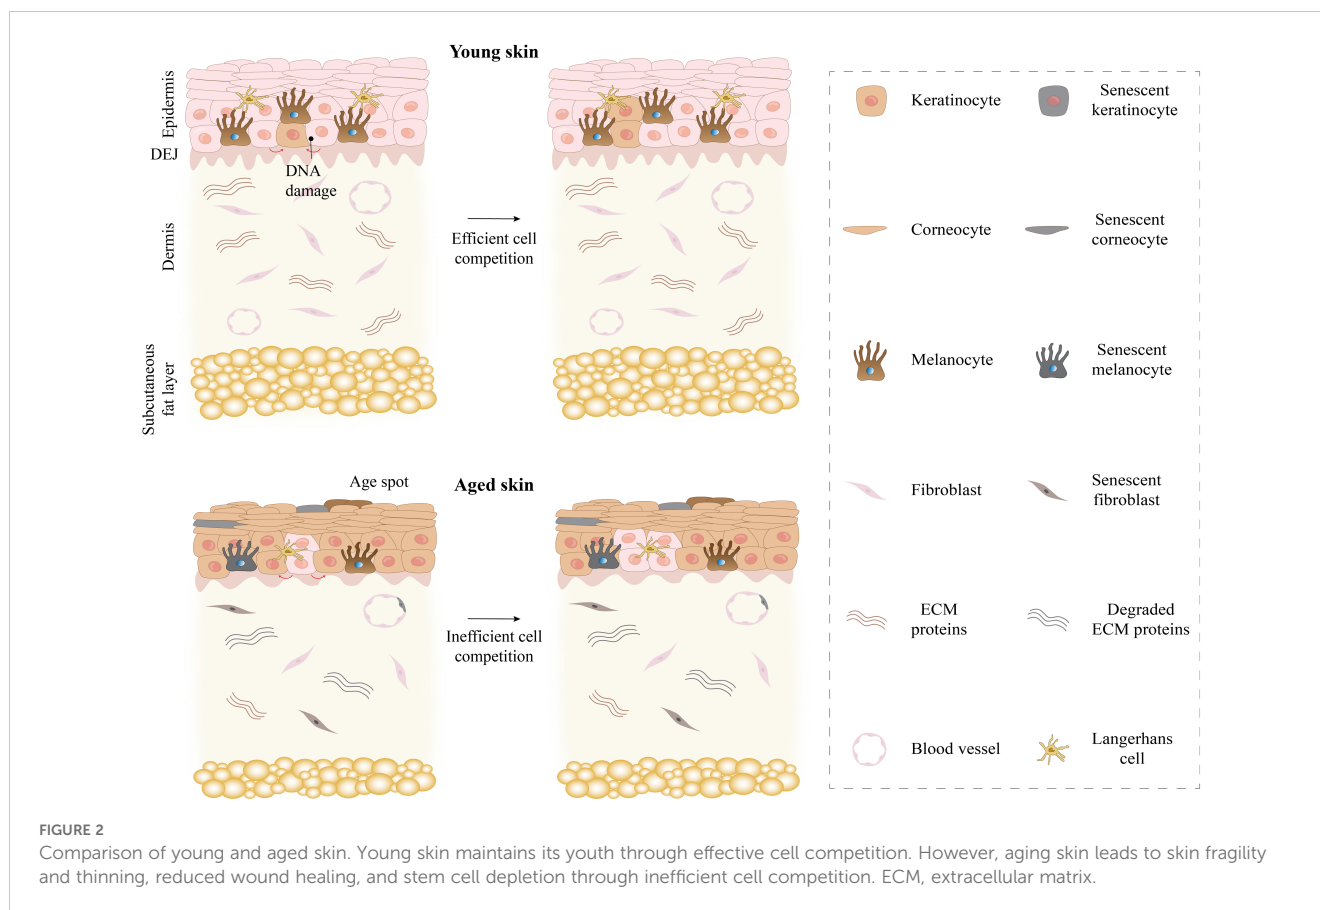 Young skin
Epidermis
DEJ
DNA
damage
Dermis
Efficient cell
competition
Subcutaneous
fat layer
Age spot
Aged skin
Inefficient cell
competition
Keratinocyte
Senescent
keratinocyte
Corneocyte
Senescent
corneocyte
Melanocyte
Senescent
melanocyte
Fibroblast
Senescent
fibroblast
ECM
proteins
Degraded
ECM proteins
Blood vessel
Langerhans
cell
FIGURE 2
Comparison of young and aged skin. Young skin maintains its youth through effective cell competition. However, aging skin leads to skin fragility
and thinning, reduced wound healing, and stem cell depletion through inefficient cell competition. ECM, extracellular matrix.